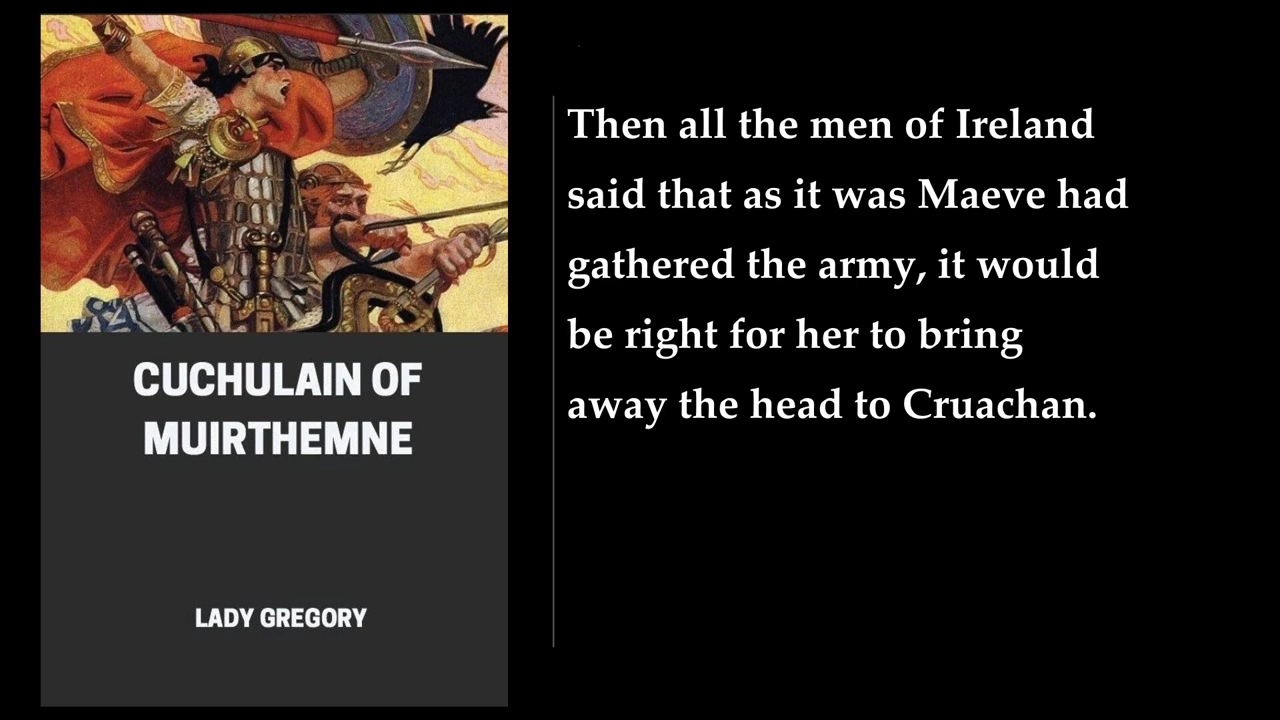 CUCHULAIN OF
MUIRTHEMNE
LADY GREGORY
Then all the men of Ireland
said that as it was Maeve had
gathered the army, it would
be right for her to bring
away the head to Cruachan.